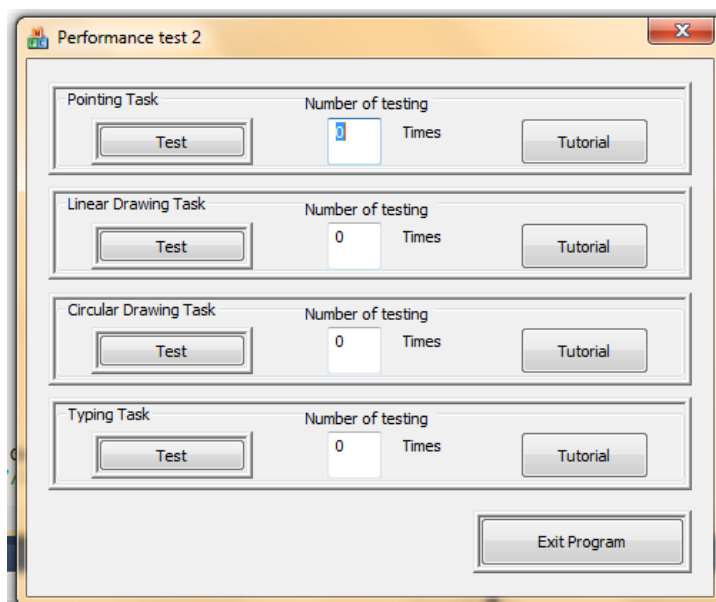 Performance test 2
Pointing Task
Number of testing
Test
0
Times
Tutorial
Linear Drawing Task
Number of testing
Test
0
Times
Tutorial
Circular Drawing Task
Number of testing
Test
0
Times
Tutorial
Typing Task
Number of testing
Test
0
Times
Tutorial
Exit Program